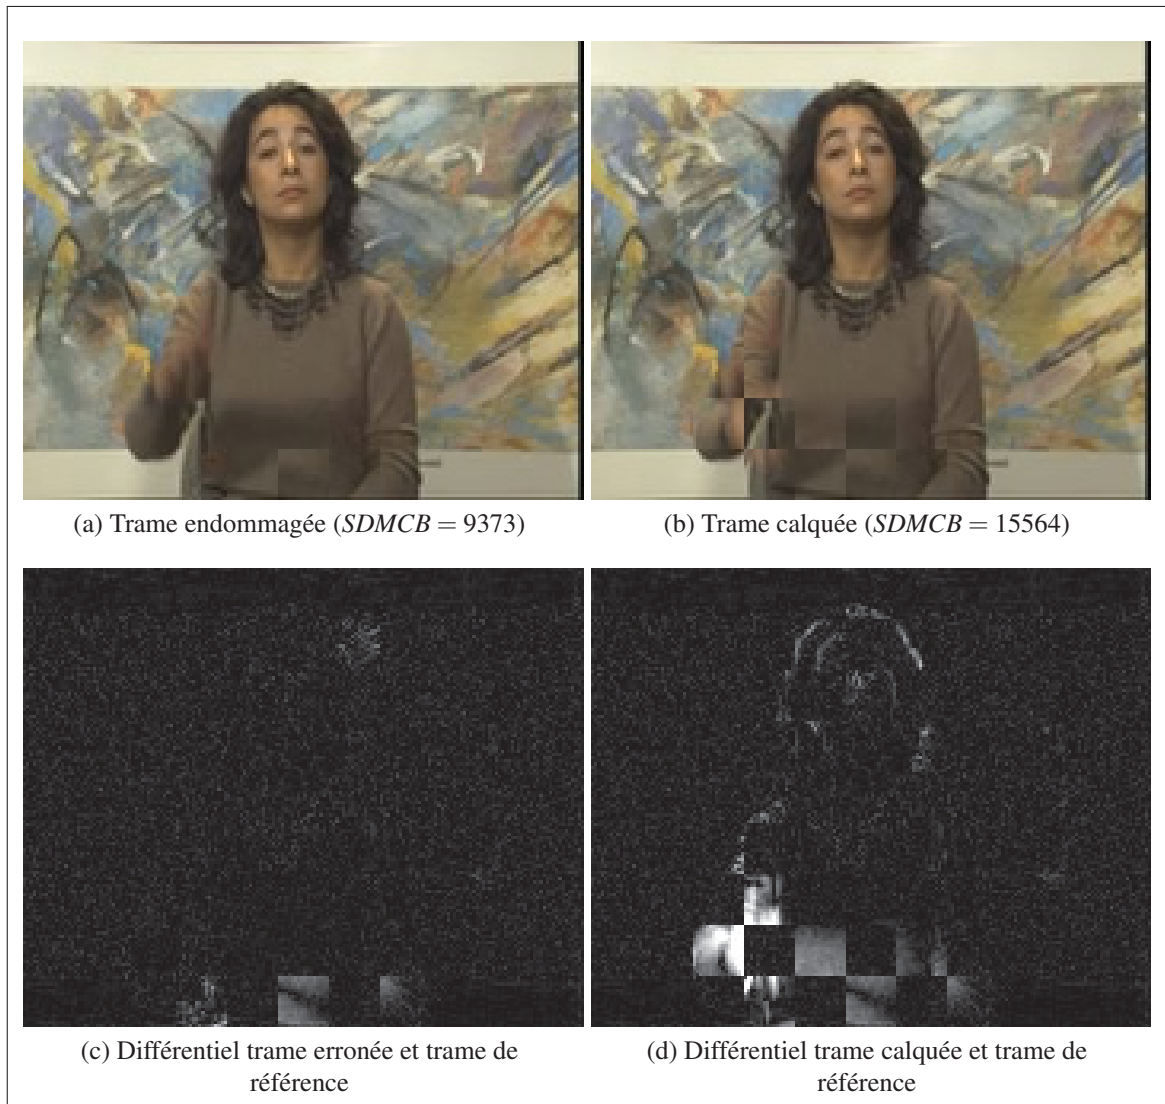 (a) Trame endommagée (SDMCB = 9373)
(b) Trame calquée (SDMCB = 15564)
(c) Différentiel trame erronée et trame de
référence
(d) Différentiel trame calquée et trame de
référence